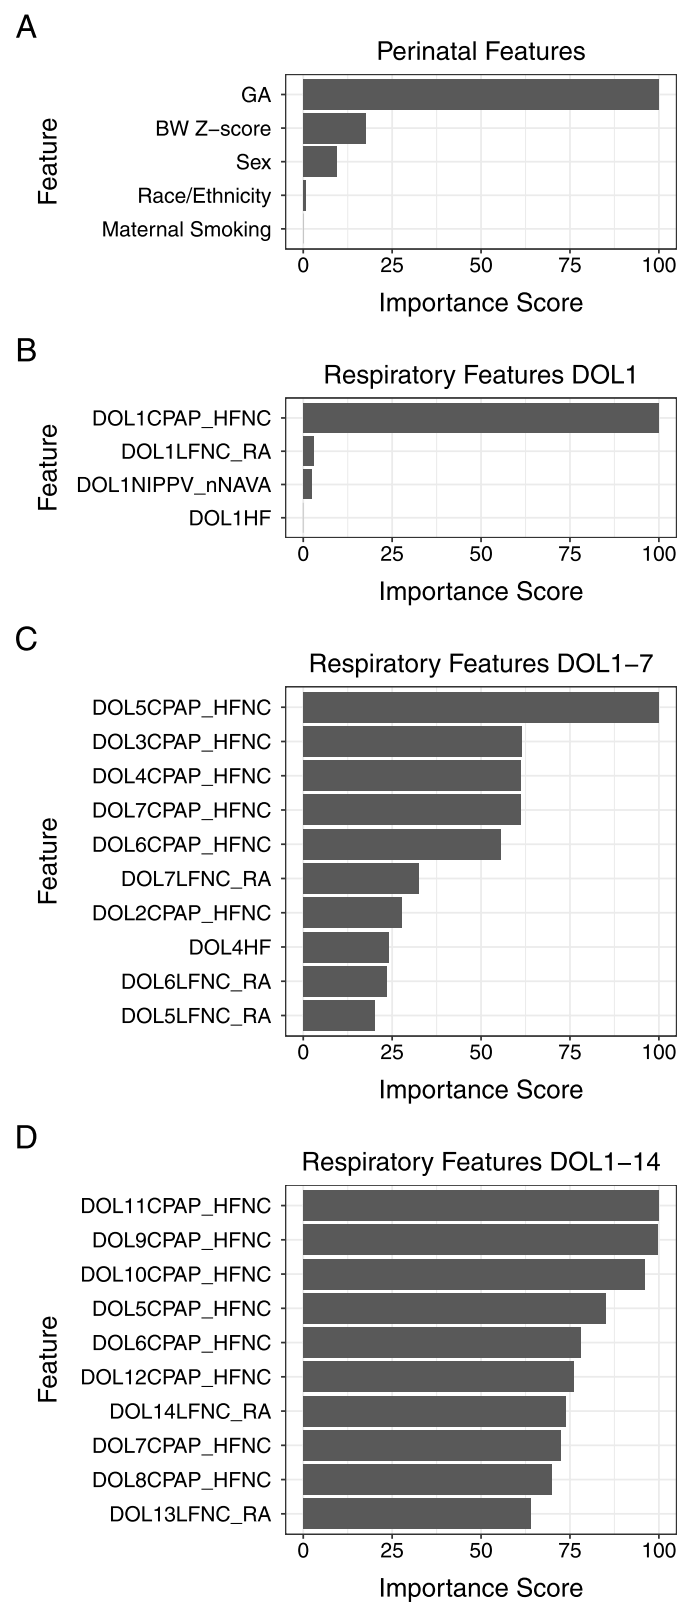 A
Perinatal Features
Feature
GA
BW Z−score
Sex
Race/Ethnicity
Maternal Smoking
0 25 50 75 100
Importance Score
B
Respiratory Features DOL1
Feature
DOL1CPAP_HFNC
DOL1LFNC_RA
DOL1NIPPV_nNAVA
DOL1HF
0 25 50 75 100
Importance Score
C
Respiratory Features DOL1−7
Feature
DOL5CPAP_HFNC
DOL3CPAP_HFNC
DOL4CPAP_HFNC
DOL7CPAP_HFNC
DOL6CPAP_HFNC
DOL7LFNC_RA
DOL2CPAP_HFNC
DOL4HF
DOL6LFNC_RA
DOL5LFNC_RA
0 25 50 75 100
Importance Score
D
Respiratory Features DOL1−14
Feature
DOL11CPAP_HFNC
DOL9CPAP_HFNC
DOL10CPAP_HFNC
DOL5CPAP_HFNC
DOL6CPAP_HFNC
DOL12CPAP_HFNC
DOL14LFNC_RA
DOL7CPAP_HFNC
DOL8CPAP_HFNC
DOL13LFNC_RA
0 25 50 75 100
Importance Score